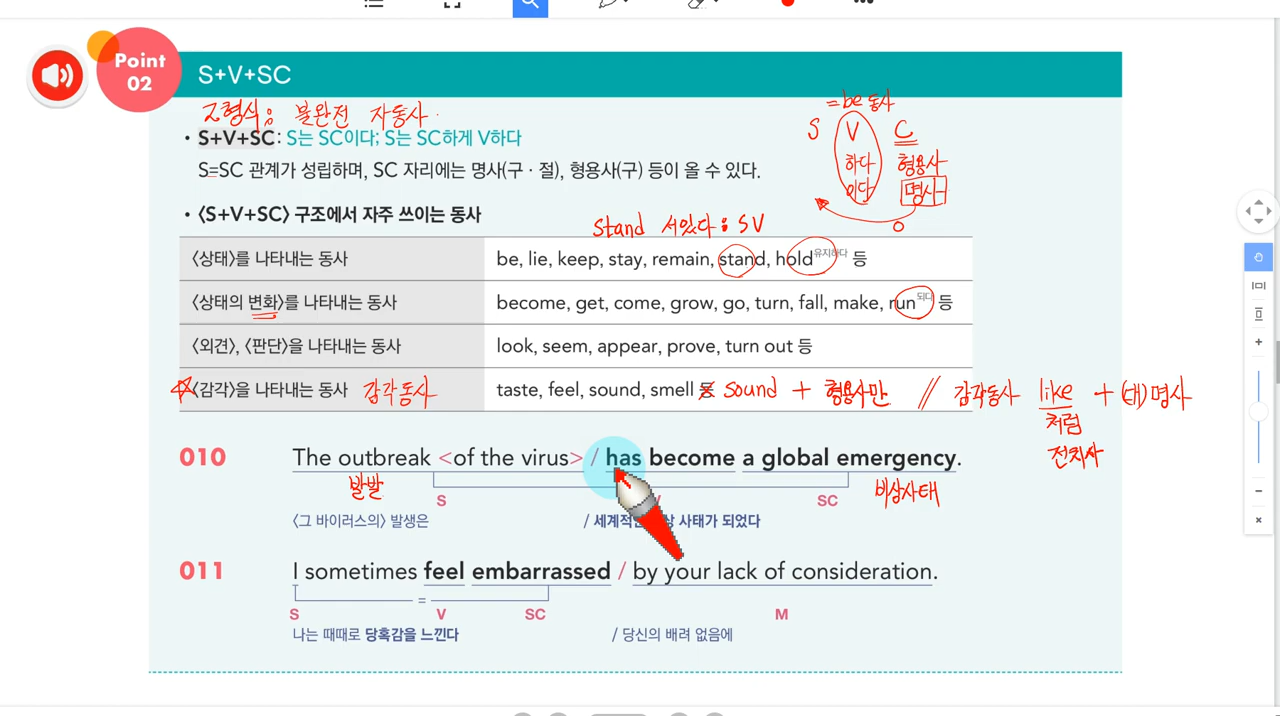 Point
02
S+V+SC
2형식: 불완전 자동사
= be 동사
S V C
하다 형용사
이다 명사
• S+V+SC: S는 SC이다; S는 SC하게 V하다
S=SC 관계가 성립하며, SC 자리에는 명사(구·절), 형용사(구) 등이 올 수 있다.
• 〈S+V+SC〉 구조에서 자주 쓰이는 동사
stand 서있다: SV
〈상태〉를 나타내는 동사 be, lie, keep, stay, remain, stand, hold유지하다 등
〈상태의 변화〉를 나타내는 동사 become, get, come, grow, go, turn, fall, make, run되다 등
〈외견〉, 〈판단〉을 나타내는 동사 look, seem, appear, prove, turn out 등
☆〈감각〉을 나타내는 동사 감각동사 taste, feel, sound, smell 등 sound + 형용사만 // 감각동사 like + (대)명사
처럼
전치사
010 The outbreak <of the virus> / has become a global emergency.
발발 비상사태
S V SC
〈그 바이러스의〉 발생은 / 세계적인 상 사태가 되었다
011 I sometimes feel embarrassed / by your lack of consideration.
S = V SC M
나는 때때로 당혹감을 느낀다 / 당신의 배려 없음에